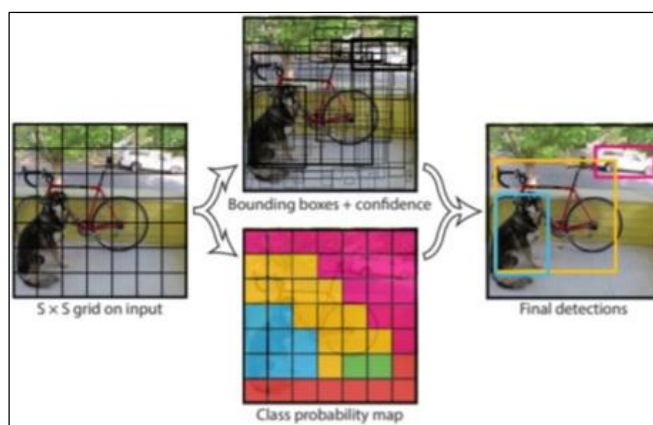 Bounding boxes + confidence
S × S grid on input
Final detections
Class probability map